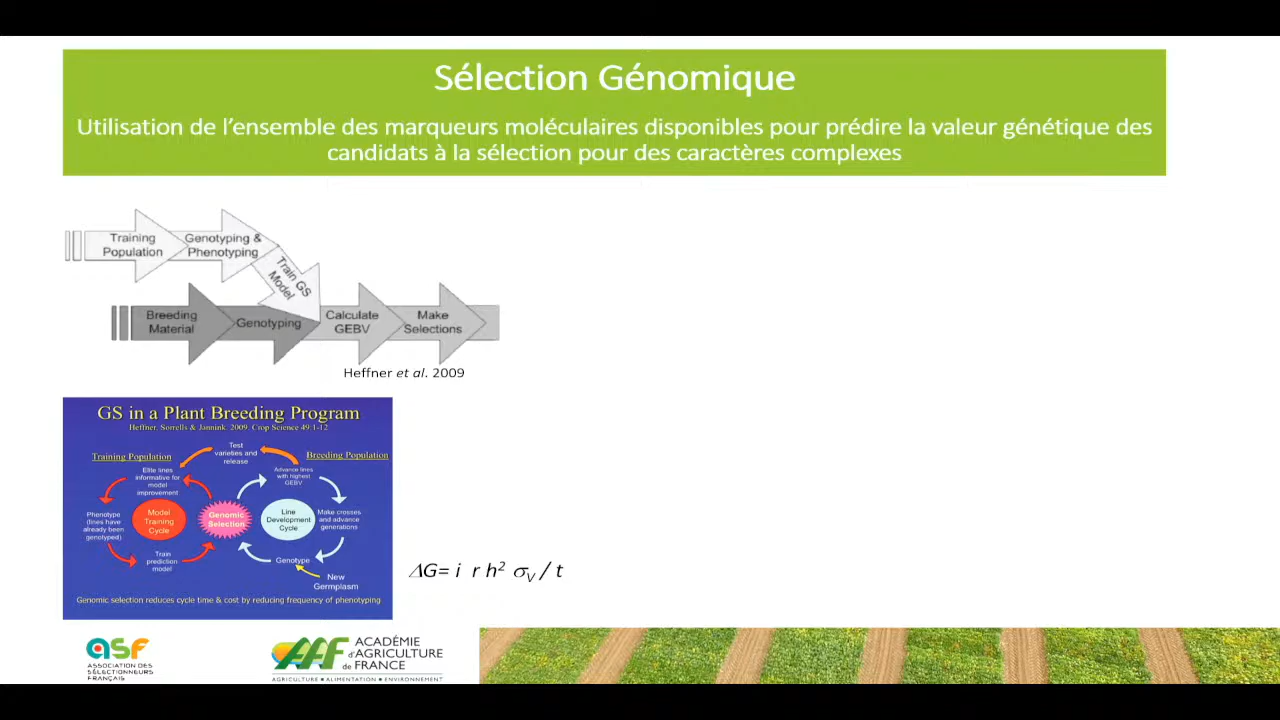 Sélection Génomique
Utilisation de l'ensemble des marqueurs moléculaires disponibles pour prédire la valeur génétique des
candidats à la sélection pour des caractères complexes
Training
Population
Genotyping &
Phenotyping
Train GS
Model
Breeding
Material
Genotyping
Calculate
GEBV
Make
Selections
Heffner et al. 2009
GS in a Plant Breeding Program
Heffner, Sorrells & Jannink. 2009. Crop Science 49:1-12
Training Population
Test
varieties and
release
Breeding Population
Elite lines
informative for
model
improvement
Advance lines
with highest
GEBV
Phenotype
(lines have
already been
genotyped)
Model
Training
Cycle
Genomic
Selection
Line
Development
Cycle
Make crosses
and advance
generations
Train
prediction
model
Genotype
New
Germplasm
Genomic selection reduces cycle time & cost by reducing frequency of phenotyping
ΔG= i r h² σV / t
asf
ASSOCIATION DES
SÉLECTIONNEURS
FRANÇAIS
AAF
ACADÉMIE
d'AGRICULTURE
de FRANCE
AGRICULTURE • ALIMENTATION • ENVIRONNEMENT